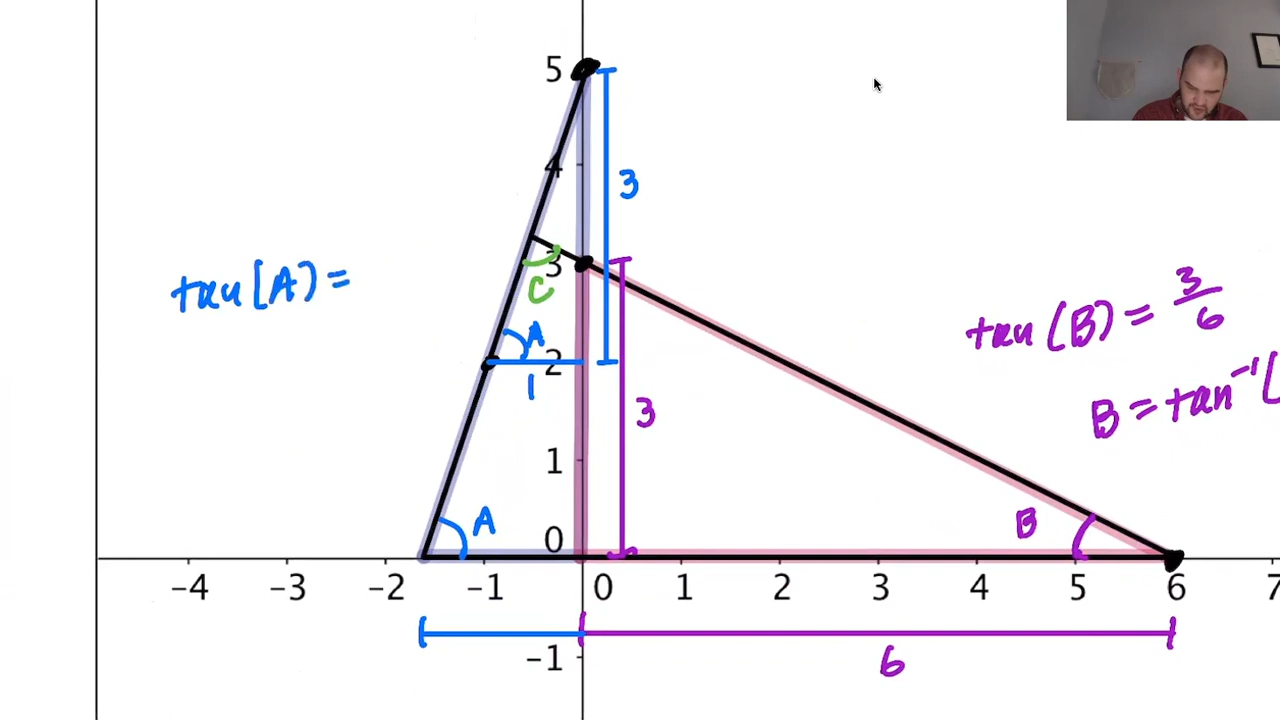 5
4
3
3
C
tan(A) =
tan(B) = 3/6
A
2
1
B = tan⁻¹(
3
1
A
0
B
-4 -3 -2 -1 0 1 2 3 4 5 6 7
6
-1